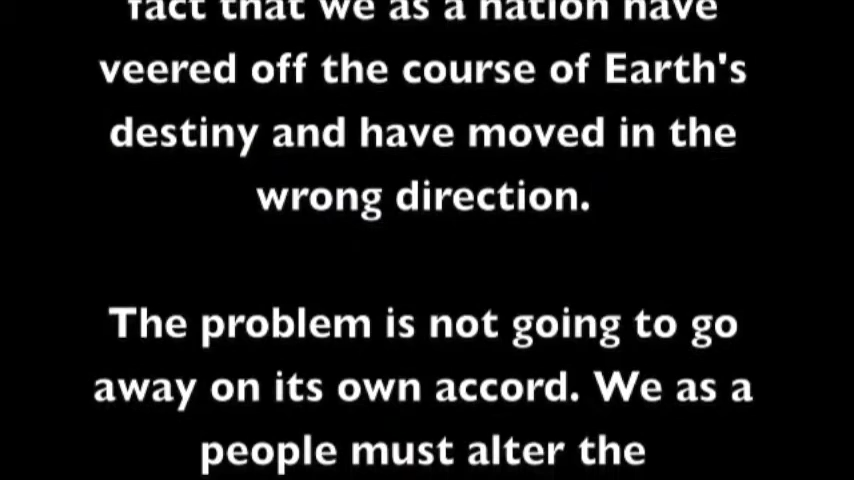 fact that we as a nation have
veered off the course of Earth's
destiny and have moved in the
wrong direction.
The problem is not going to go
away on its own accord. We as a
people must alter the